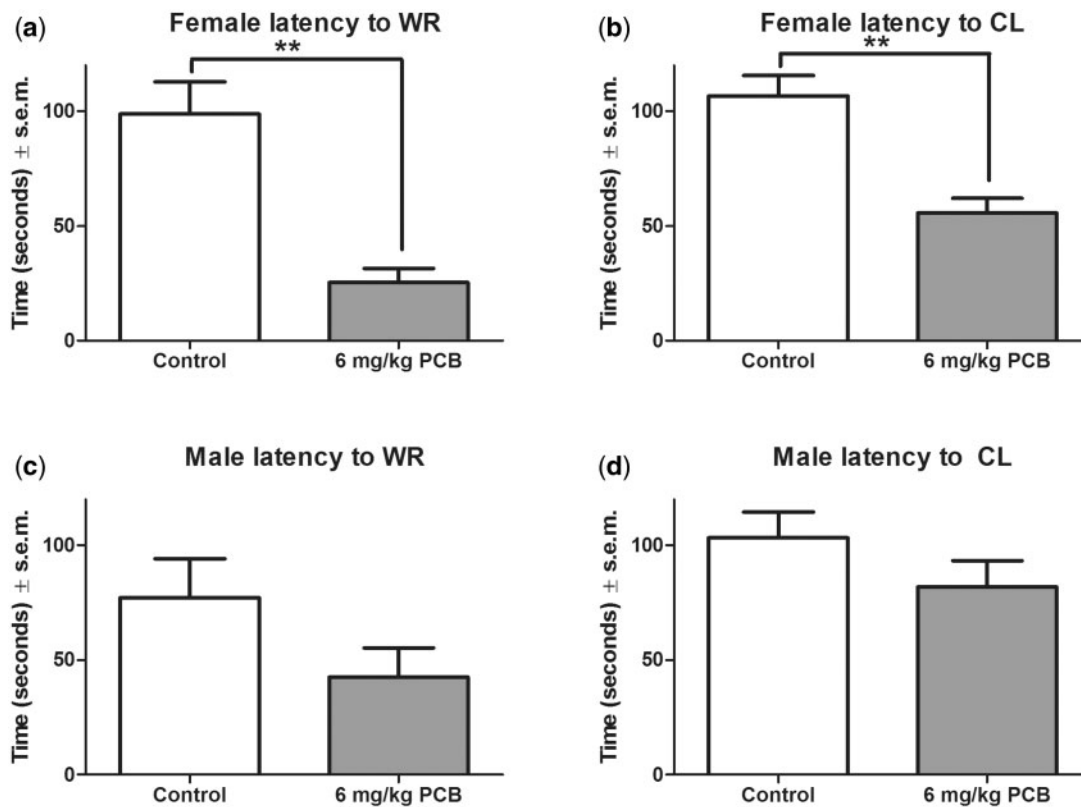 (a)
Female latency to WR
**
Time (seconds) ± s.e.m.
100
50
0
Control
6 mg/kg PCB
(b)
Female latency to CL
**
Time (seconds) ± s.e.m.
100
50
0
Control
6 mg/kg PCB
(c)
Male latency to WR
Time (seconds) ± s.e.m.
100
50
0
Control
6 mg/kg PCB
(d)
Male latency to CL
Time (seconds) ± s.e.m.
100
50
0
Control
6 mg/kg PCB